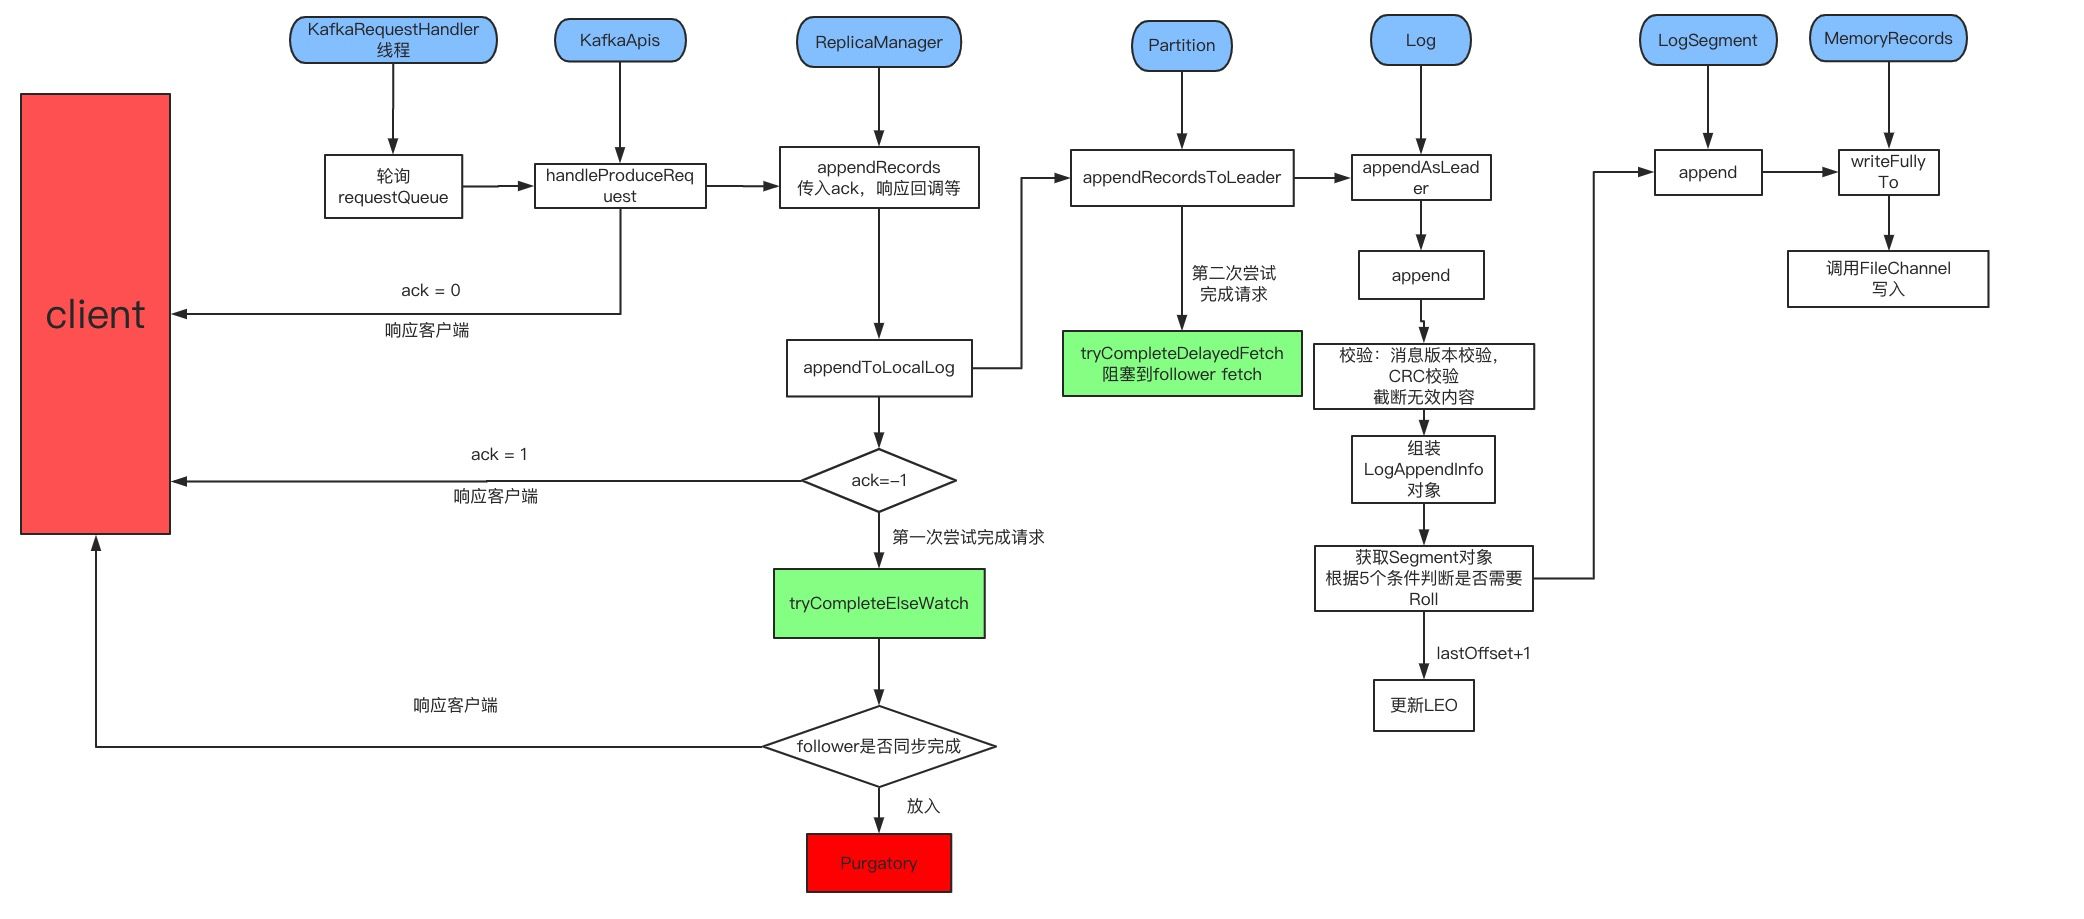 KafkaRequestHandler
线程
KafkaApis
ReplicaManager
Partition
Log
LogSegment
MemoryRecords
client
轮询
requestQueue
handleProduceReq
uest
appendRecords
传入ack，响应回调等
appendRecordsToLeader
appendAsLead
er
append
writeFully
To
调用FileChannel
写入
ack = 0
响应客户端
第二次尝试
完成请求
append
appendToLocalLog
tryCompleteDelayedFetch
阻塞到follower fetch
校验：消息版本校验，
CRC校验
截断无效内容
ack = 1
响应客户端
ack=-1
组装
LogAppendInfo
对象
第一次尝试完成请求
tryCompleteElseWatch
获取Segment对象
根据5个条件判断是否需要
Roll
lastOffset+1
更新LEO
响应客户端
follower是否同步完成
放入
Purgatory